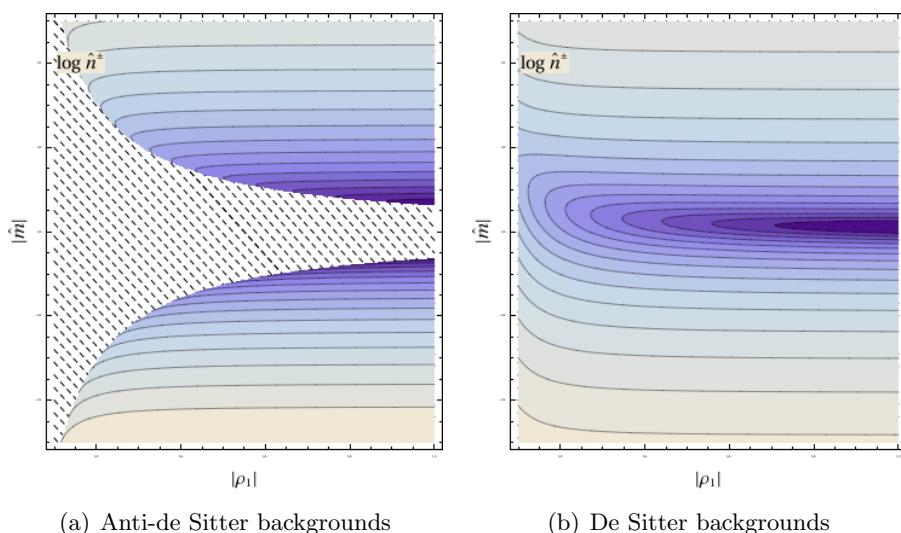 log n̂±
log n̂±
|m̂|
|m̂|
|ρ₁|
|ρ₁|
(a) Anti-de Sitter backgrounds
(b) De Sitter backgrounds